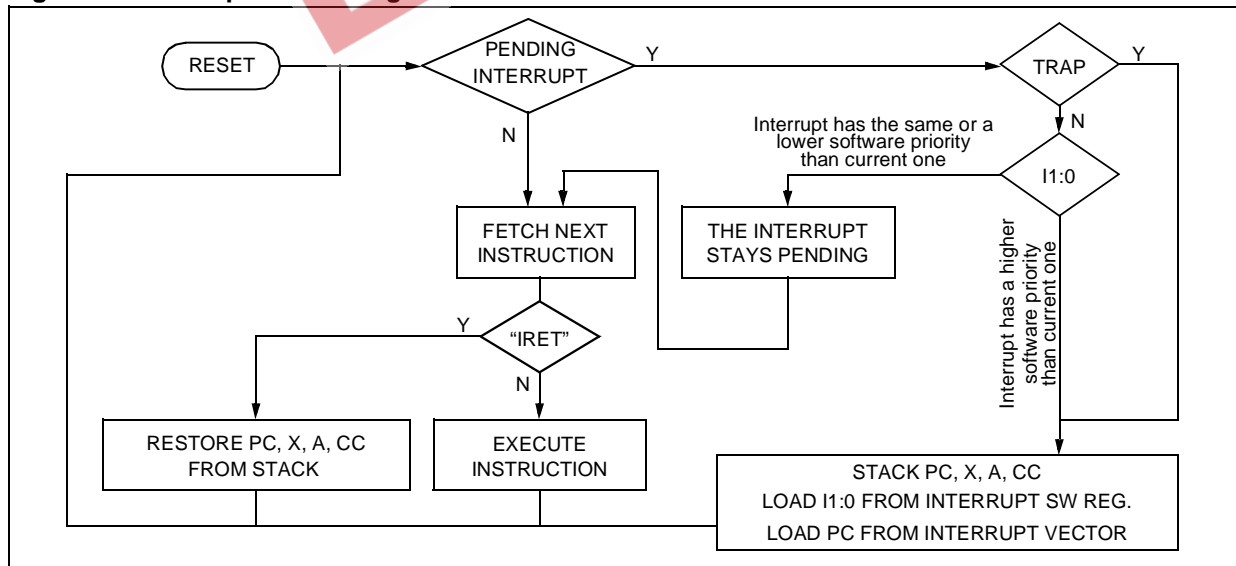 RESET
PENDING
INTERRUPT
Y
TRAP
Y
N
N
Interrupt has the same or a
lower software priority
than current one
I1:0
FETCH NEXT
INSTRUCTION
THE INTERRUPT
STAYS PENDING
Interrupt has a higher
software priority
than current one
Y
“IRET”
N
RESTORE PC, X, A, CC
FROM STACK
EXECUTE
INSTRUCTION
STACK PC, X, A, CC
LOAD I1:0 FROM INTERRUPT SW REG.
LOAD PC FROM INTERRUPT VECTOR